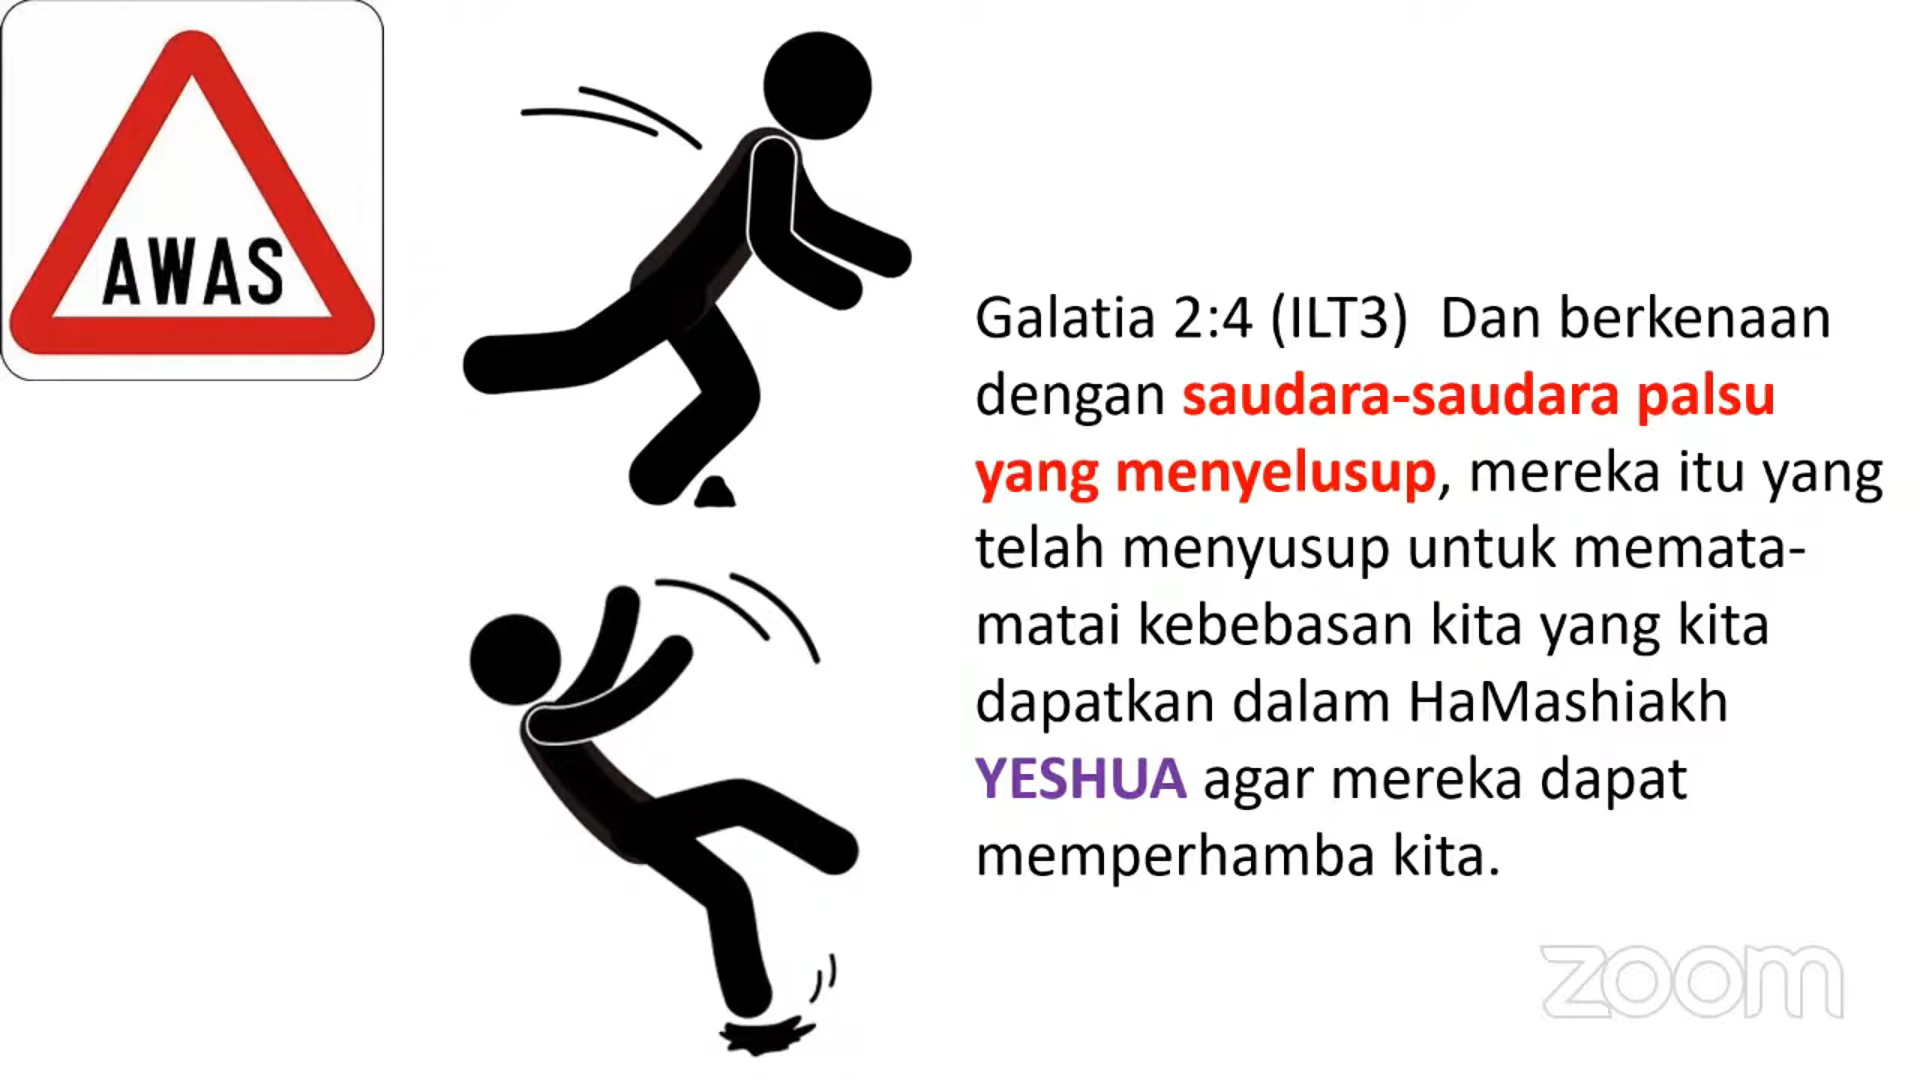 AWAS
Galatia 2:4 (ILT3)  Dan berkenaan
dengan saudara-saudara palsu
yang menyelusup, mereka itu yang
telah menyusup untuk memata-
matai kebebasan kita yang kita
dapatkan dalam HaMashiakh
YESHUA agar mereka dapat
memperhamba kita.
zoom